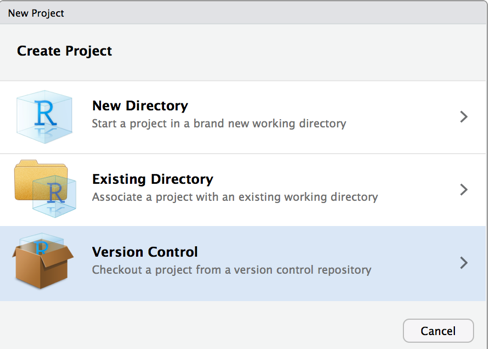 New Project
Create Project
R
New Directory
Start a project in a brand new working directory
R
Existing Directory
Associate a project with an existing working directory
R
Version Control
Checkout a project from a version control repository
Cancel